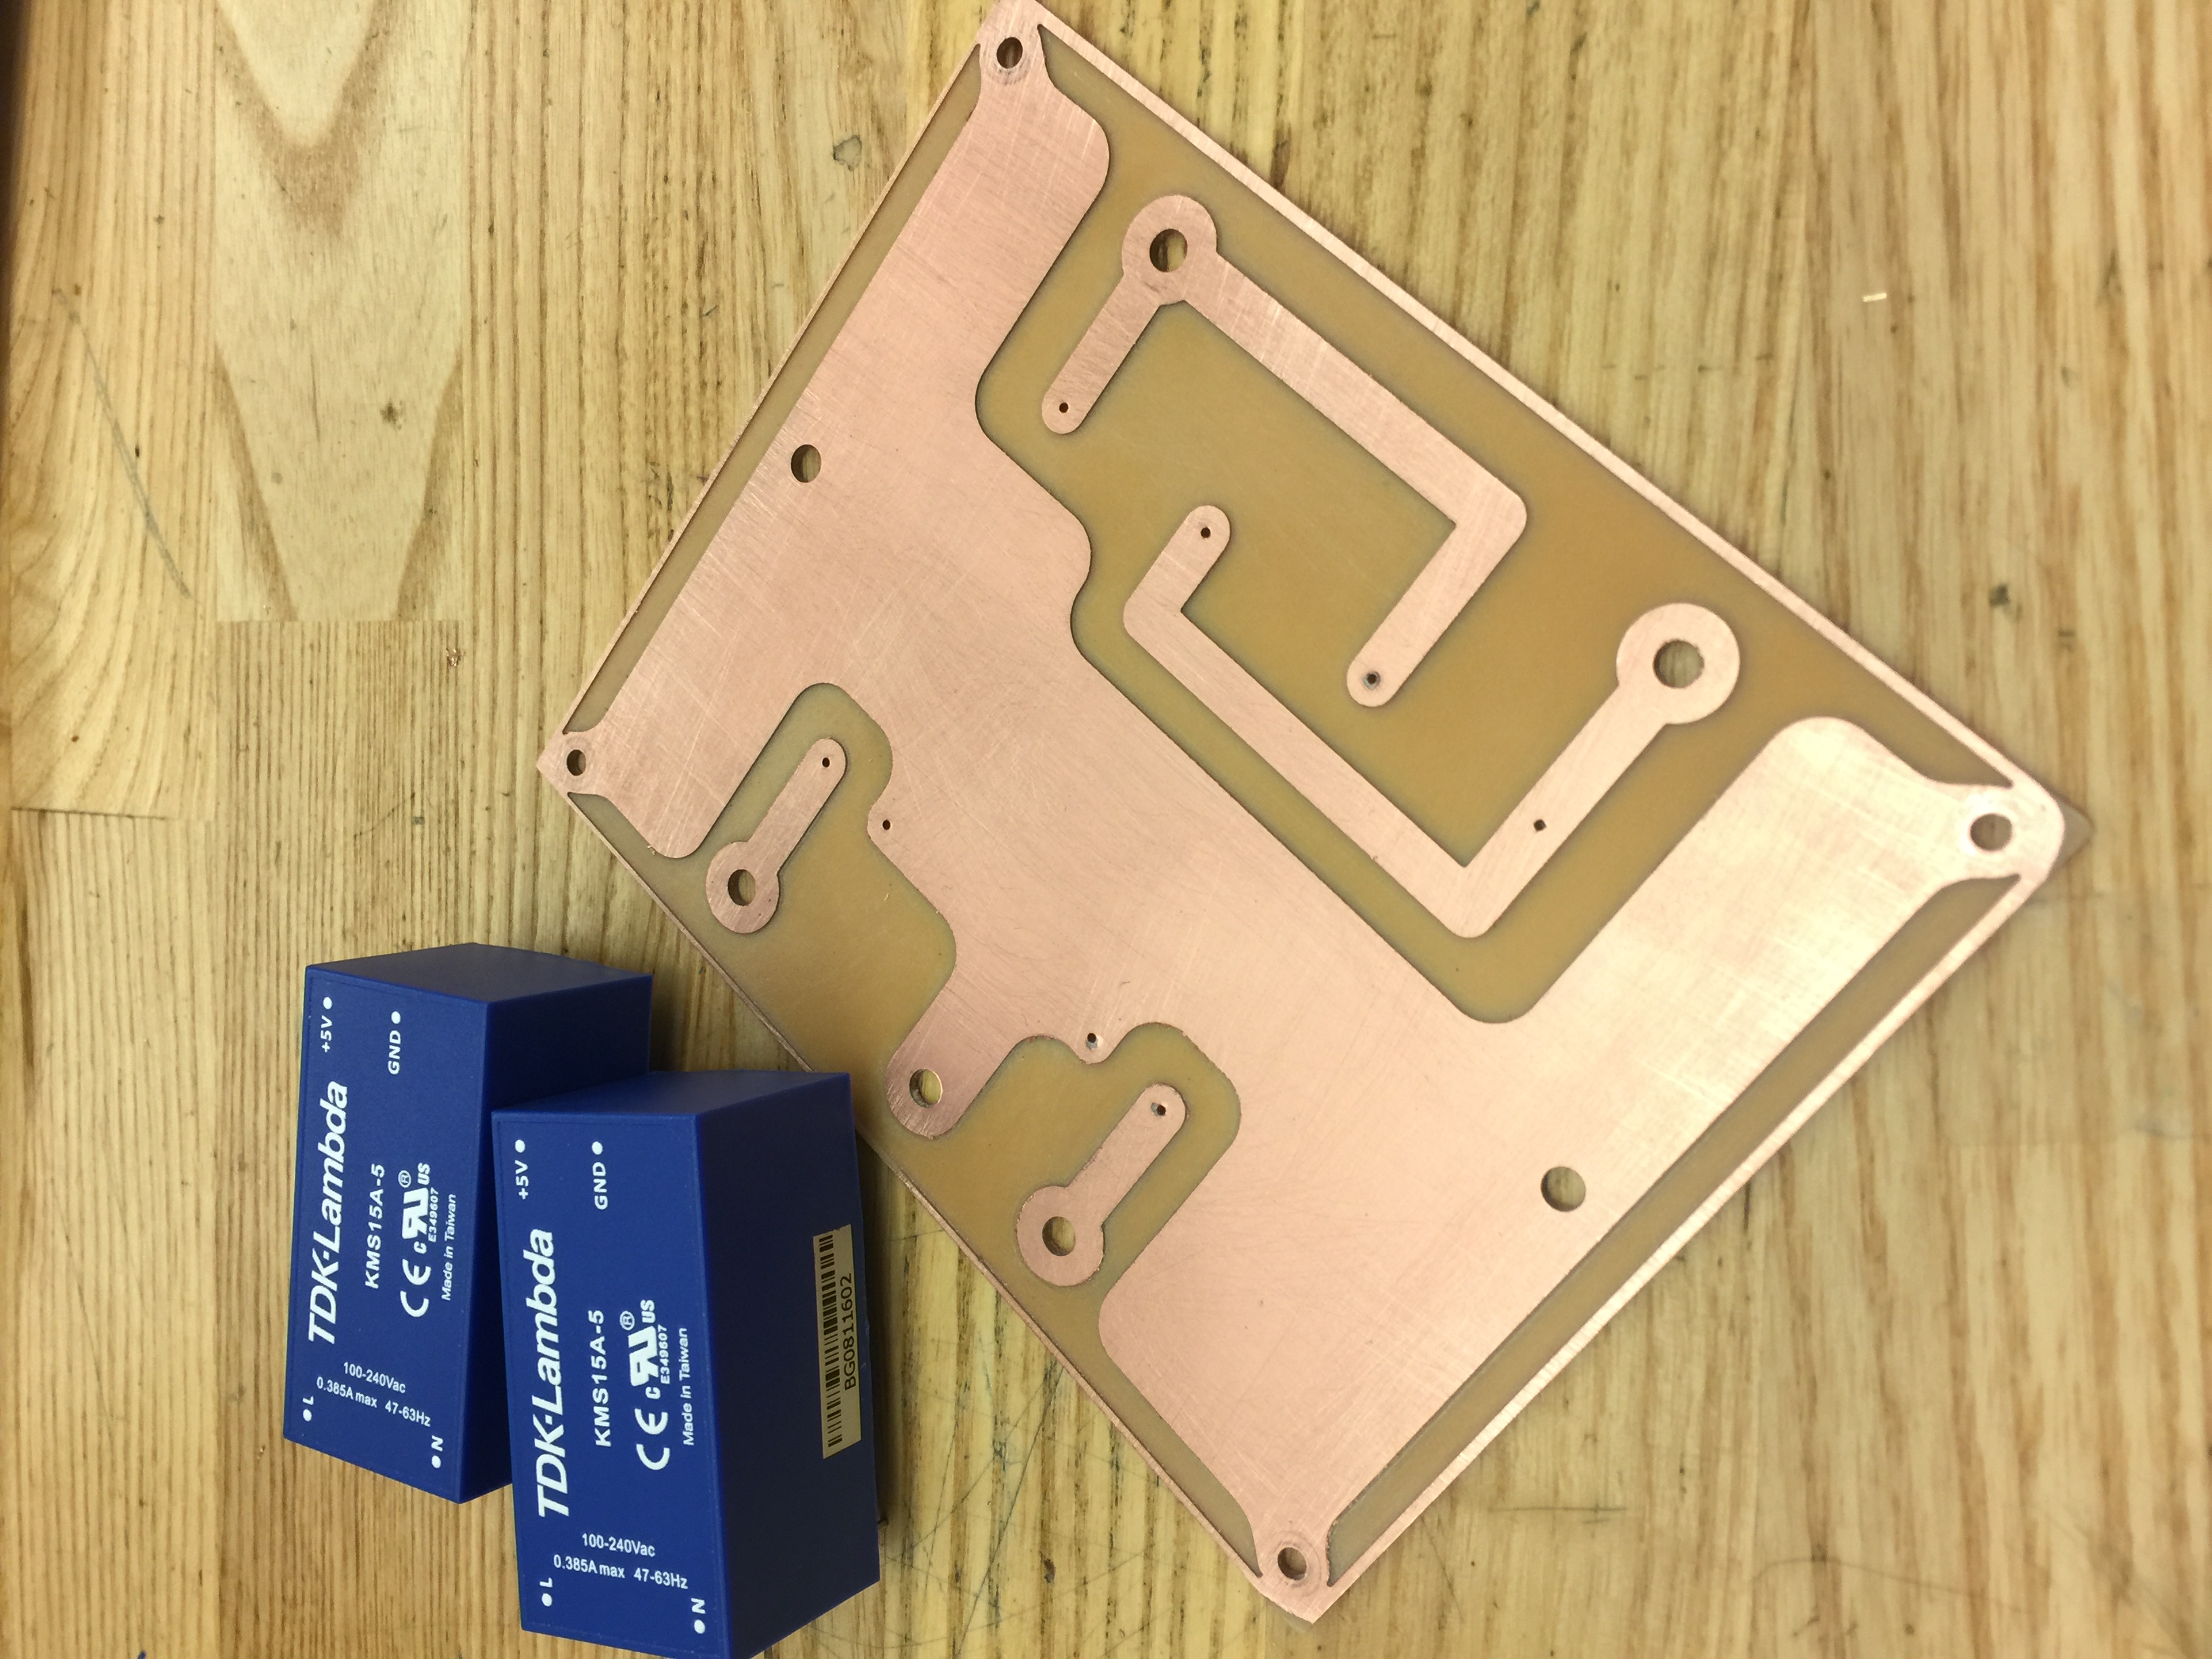 L
TDK·Lambda
+5V
0.385A max 47-63Hz
100-240Vac
KMS15A-5
GND
CE c RU ® US
E349607
N
Made in Taiwan
L
TDK·Lambda
+5V
0.385A max 47-63Hz
100-240Vac
KMS15A-5
GND
CE c RU ® US
E349607
N
Made in Taiwan
BG0811602